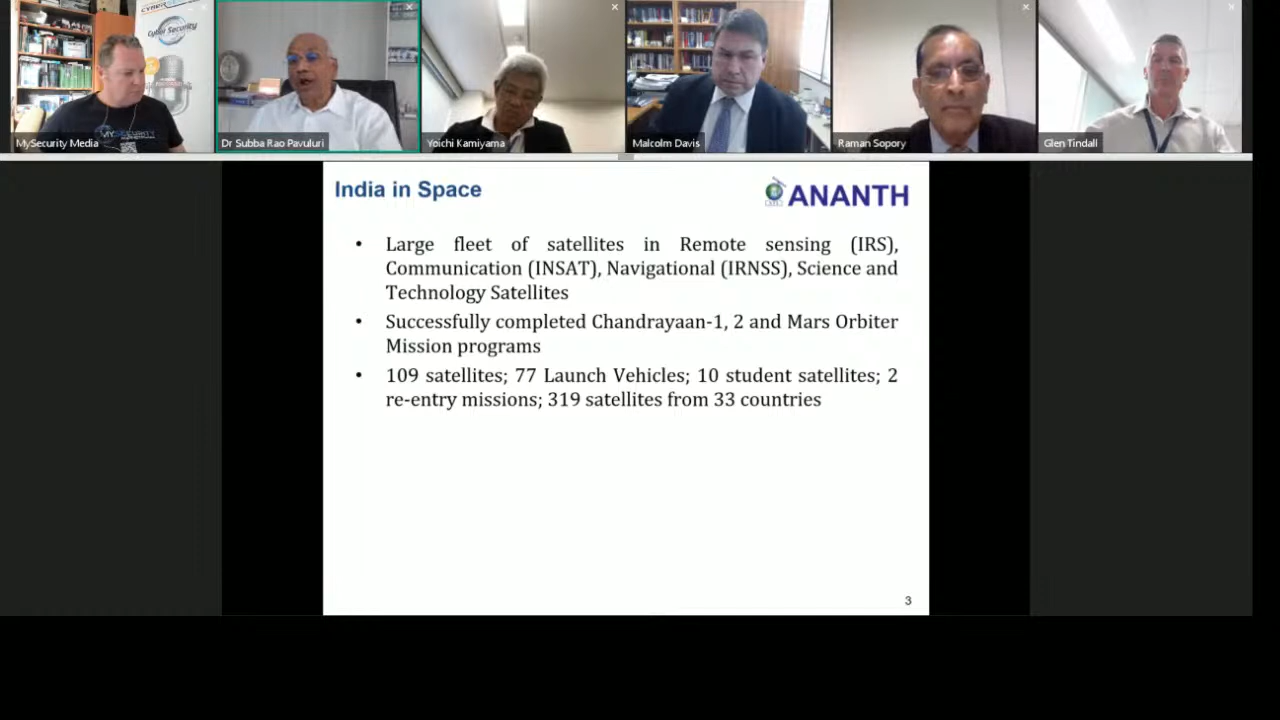 Cyber Security
MySecurity Media
Dr Subba Rao Pavuluri
Yoichi Kamiyama
Malcolm Davis
Raman Sopory
Glen Tindall
India in Space
ANANTH
• Large fleet of satellites in Remote sensing (IRS),
Communication (INSAT), Navigational (IRNSS), Science and
Technology Satellites
• Successfully completed Chandrayaan-1, 2 and Mars Orbiter
Mission programs
• 109 satellites; 77 Launch Vehicles; 10 student satellites; 2
re-entry missions; 319 satellites from 33 countries
3